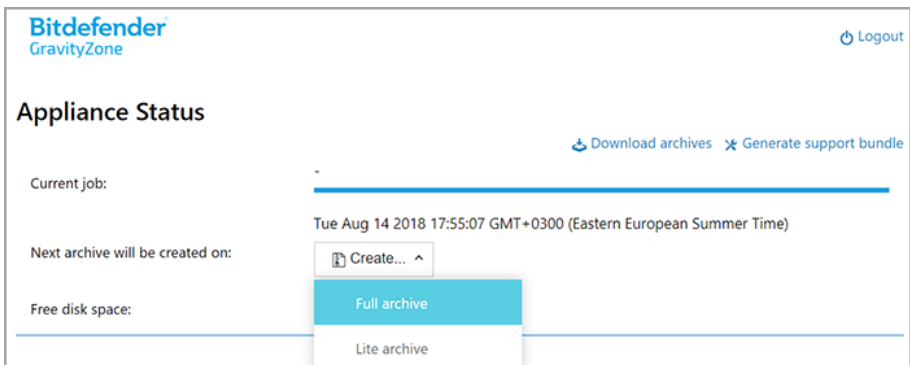 Bitdefender
GravityZone
Logout
Appliance Status
Download archives Generate support bundle
Current job:
-
Tue Aug 14 2018 17:55:07 GMT+0300 (Eastern European Summer Time)
Next archive will be created on:
Create...
Free disk space:
Full archive
Lite archive